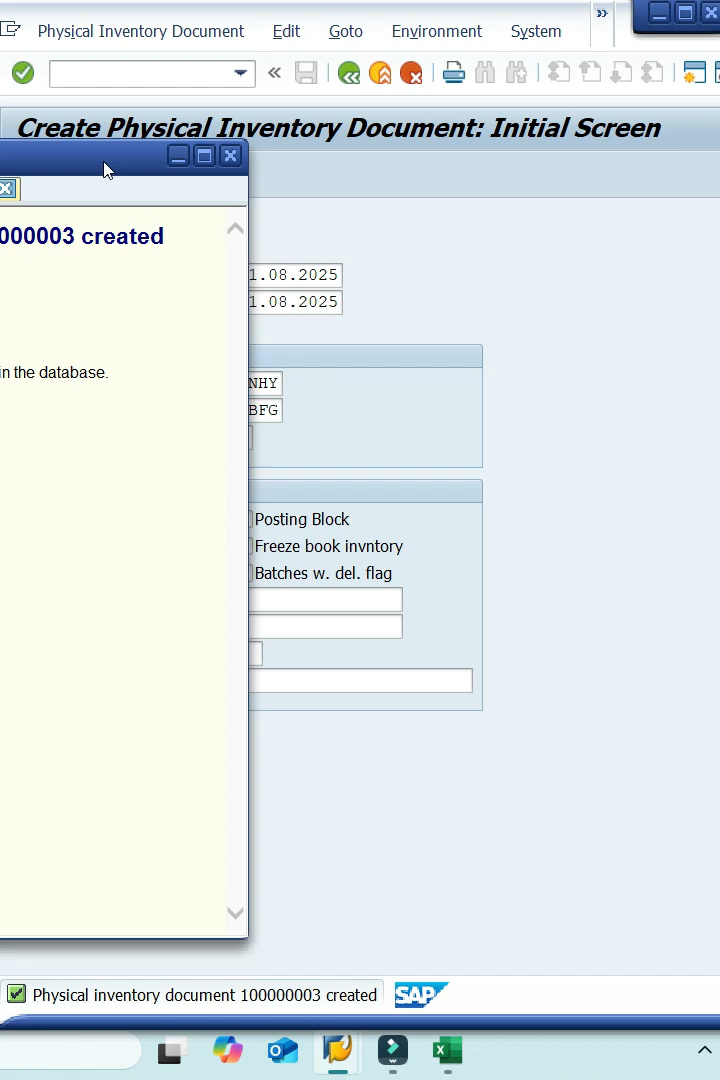 Physical Inventory Document Edit Goto Environment System
Create Physical Inventory Document: Initial Screen
000003 created
1.08.2025
1.08.2025
in the database.
NHY
BFG
Posting Block
Freeze book invntory
Batches w. del. flag
Physical inventory document 100000003 created
SAP